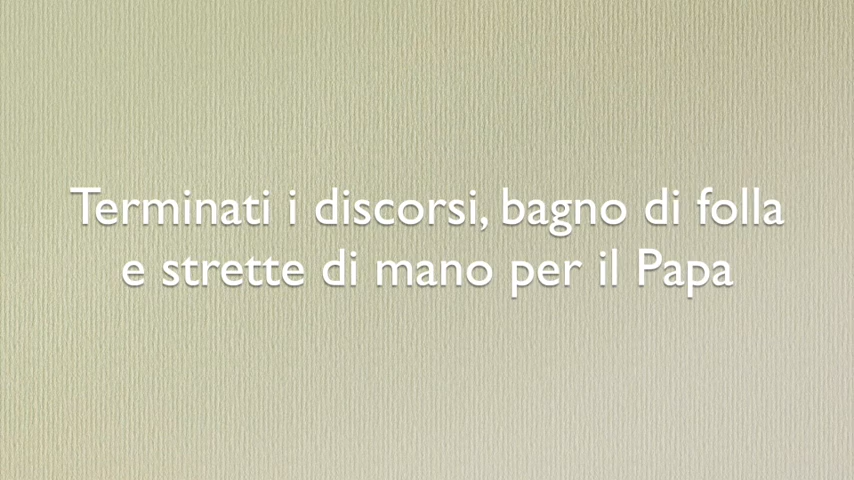 Terminati i discorsi, bagno di folla
e strette di mano per il Papa